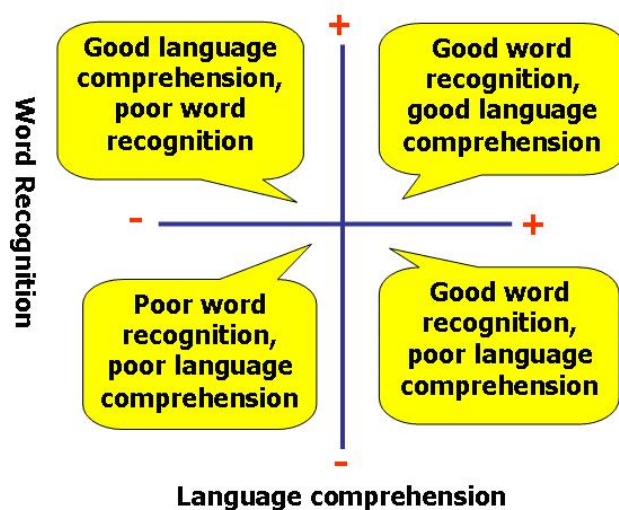 +
Good language
comprehension,
poor word
recognition
Good word
recognition,
good language
comprehension
Word Recognition
-
+
Poor word
recognition,
poor language
comprehension
Good word
recognition,
poor language
comprehension
-
Language comprehension